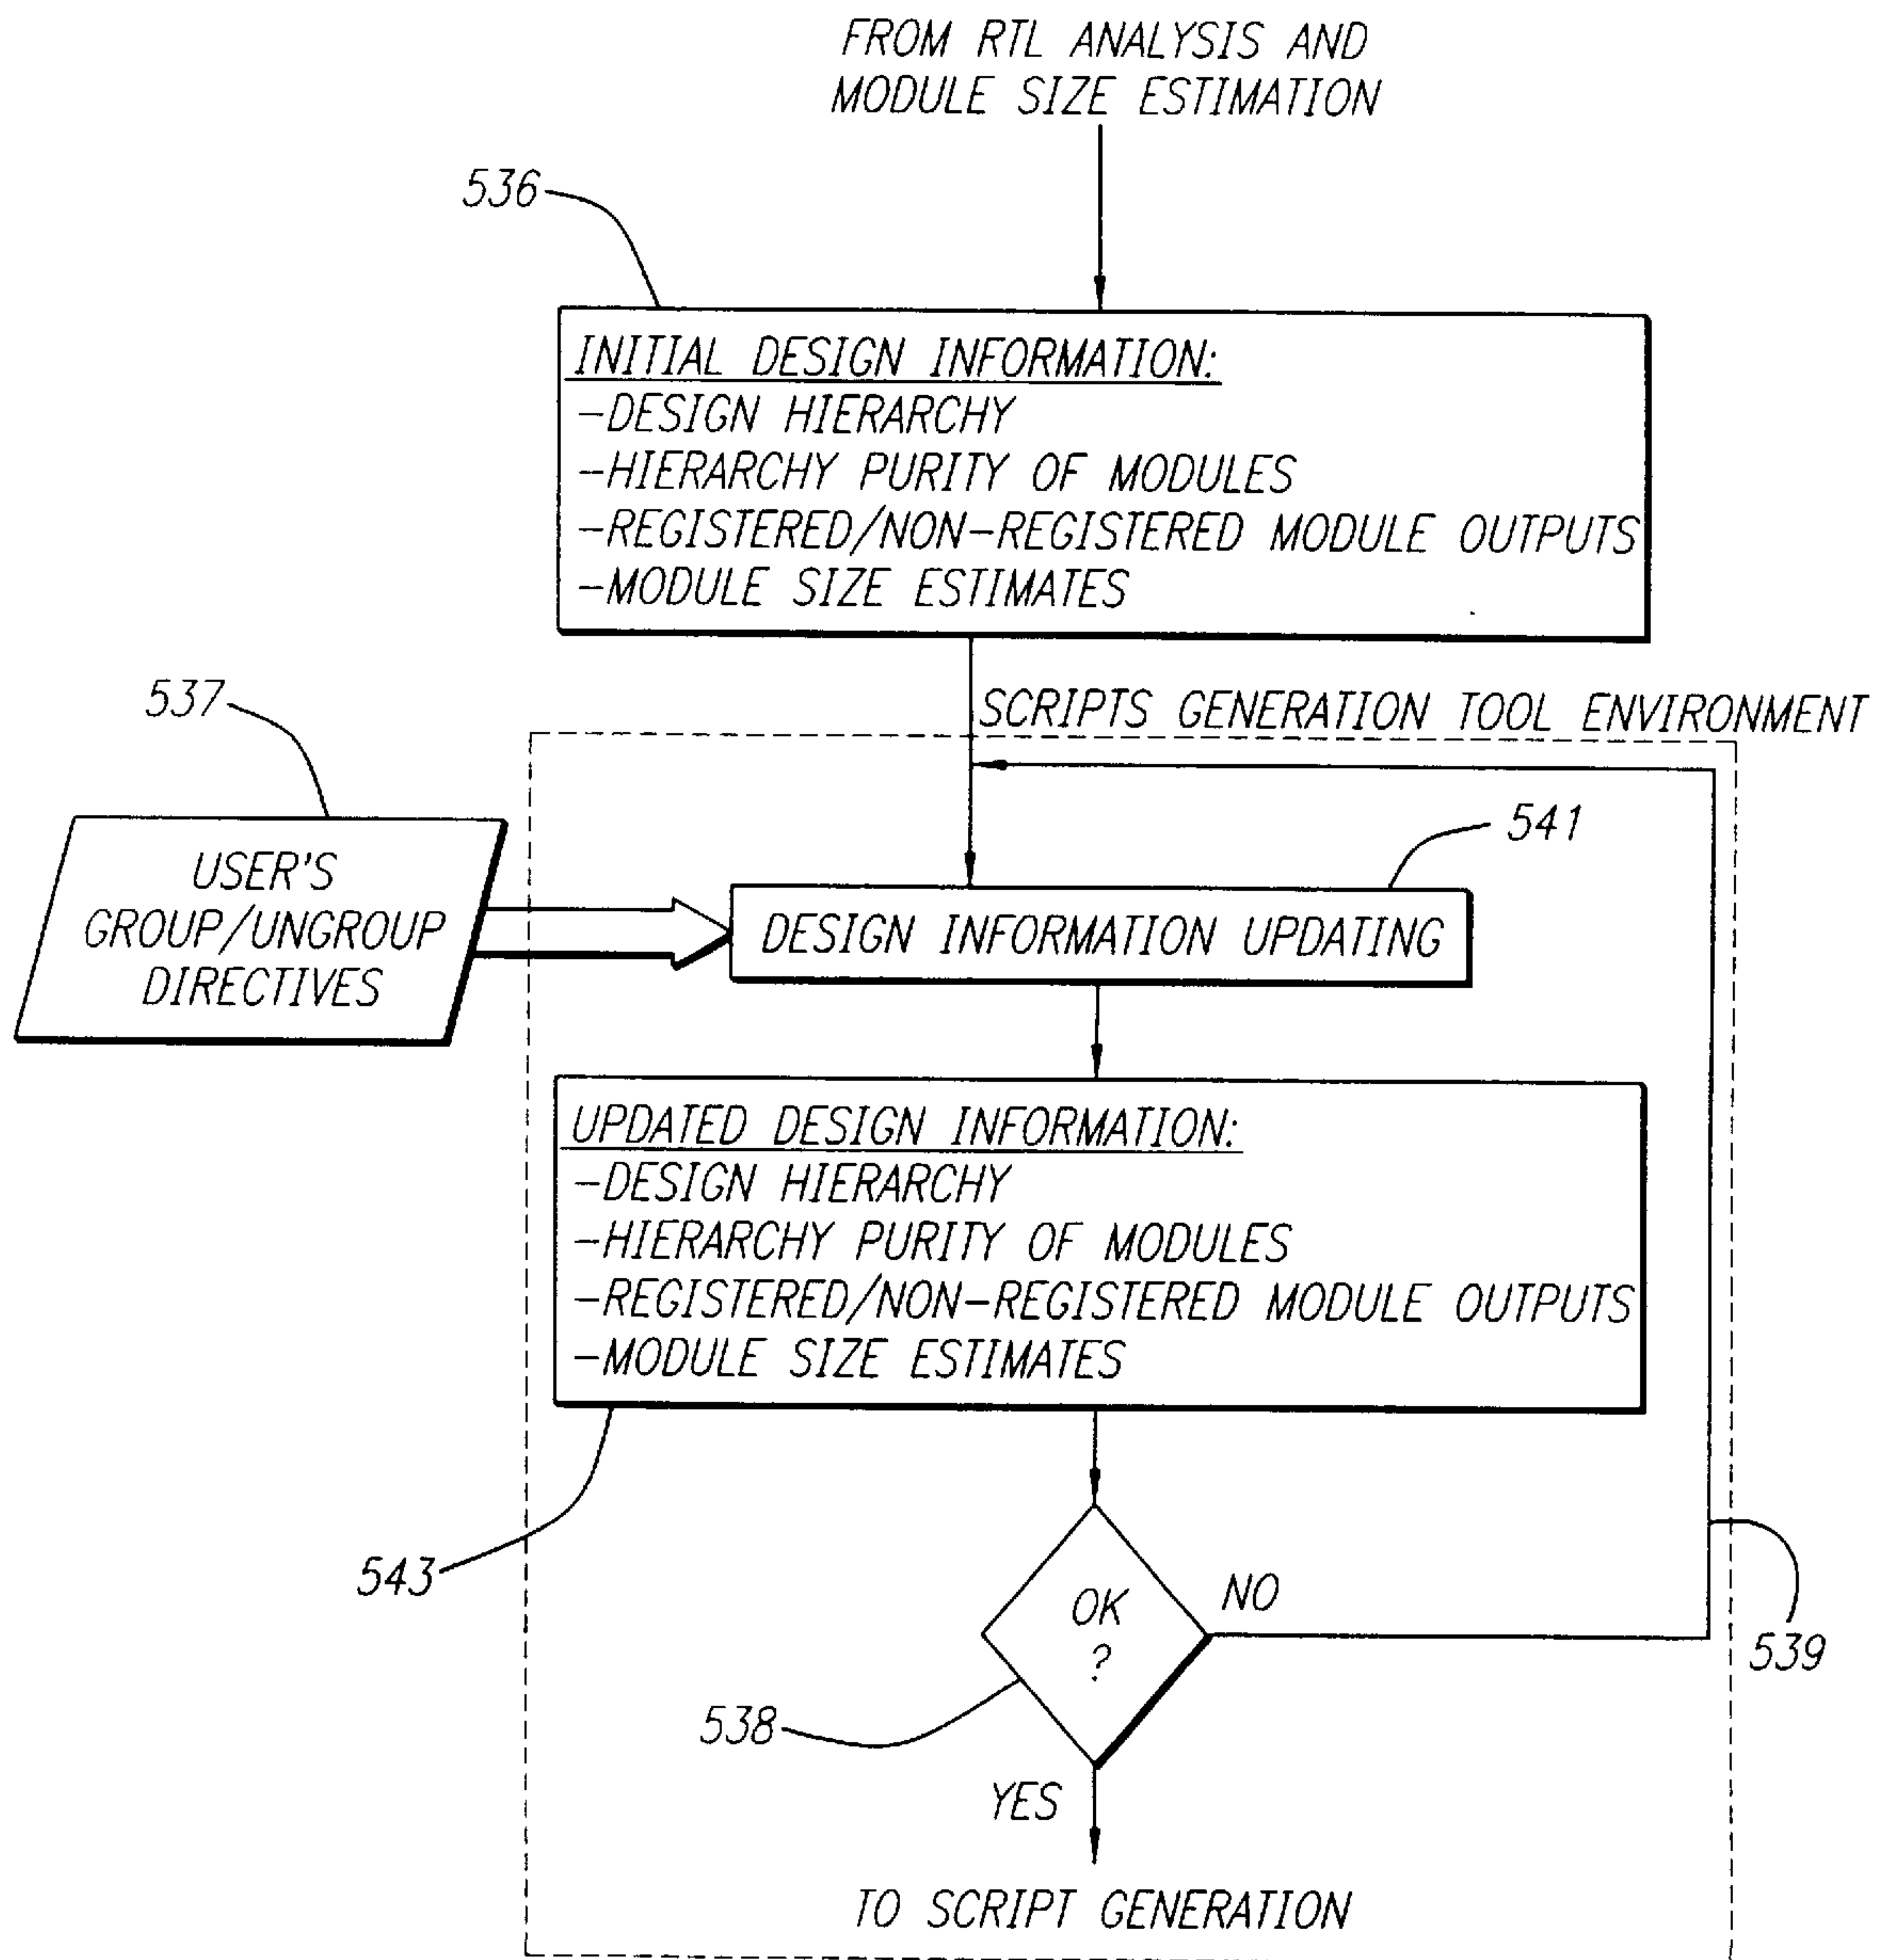 FROM RTL ANALYSIS AND
MODULE SIZE ESTIMATION
536
INITIAL DESIGN INFORMATION:
-DESIGN HIERARCHY
-HIERARCHY PURITY OF MODULES
-REGISTERED/NON-REGISTERED MODULE OUTPUTS
-MODULE SIZE ESTIMATES
537
SCRIPTS GENERATION TOOL ENVIRONMENT
541
USER'S
GROUP/UNGROUP
DIRECTIVES
DESIGN INFORMATION UPDATING
UPDATED DESIGN INFORMATION:
-DESIGN HIERARCHY
-HIERARCHY PURITY OF MODULES
-REGISTERED/NON-REGISTERED MODULE OUTPUTS
-MODULE SIZE ESTIMATES
543
OK
?
NO
539
538
YES
TO SCRIPT GENERATION